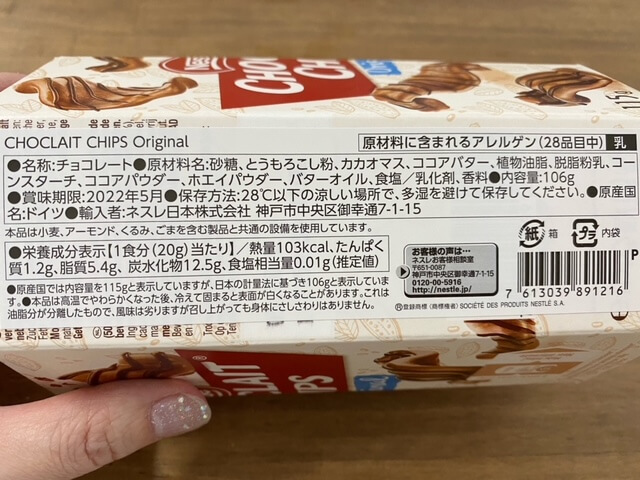 Nes
CHOC
CH
115g
CHOCLAIT CHIPS Original
原材料に含まれるアレルゲン(28品目中) 乳
●名称:チョコレート●原材料名:砂糖、とうもろこし粉、カカオマス、ココアバター、植物油脂、脱脂粉乳、コー
ンスターチ、ココアパウダー、ホエイパウダー、バターオイル、食塩/乳化剤、香料●内容量:106g
●賞味期限:2022年5月●保存方法:28℃以下の涼しい場所で、多湿を避けて保存してください。●原産
国:ドイツ●輸入者:ネスレ日本株式会社 神戸市中央区御幸通7-1-15
本品は小麦、アーモンド、くるみ、ごまを含む製品と共通の設備を使用しています。
●栄養成分表示【1食分(20g)当たり】/熱量103kcal、たんぱく
質1.2g、脂質5.4g、炭水化物12.5g、食塩相当量0.01g(推定値)
●原産国では内容量を115gと表示していますが、日本の計量法に基づき106gと表示していま
す。●本品は高温でやわらかくなった後、冷えて固まると表面が白くなることがあります。これは
油脂分が分離したもので、風味は劣りますが召し上がっても身体にさしさわりはありません。
お客様の声は…
ネスレお客様相談室
〒651-0087
神戸市中央区御幸通7-1-15
0120-00-5916
http://nestle.jp/
紙 箱
プラ 内袋
P
7 613039 891216
®登録商標(商標権者) SOCIÉTÉ DES PRODUITS NESTLÉ S.A.
LAIT
IPS